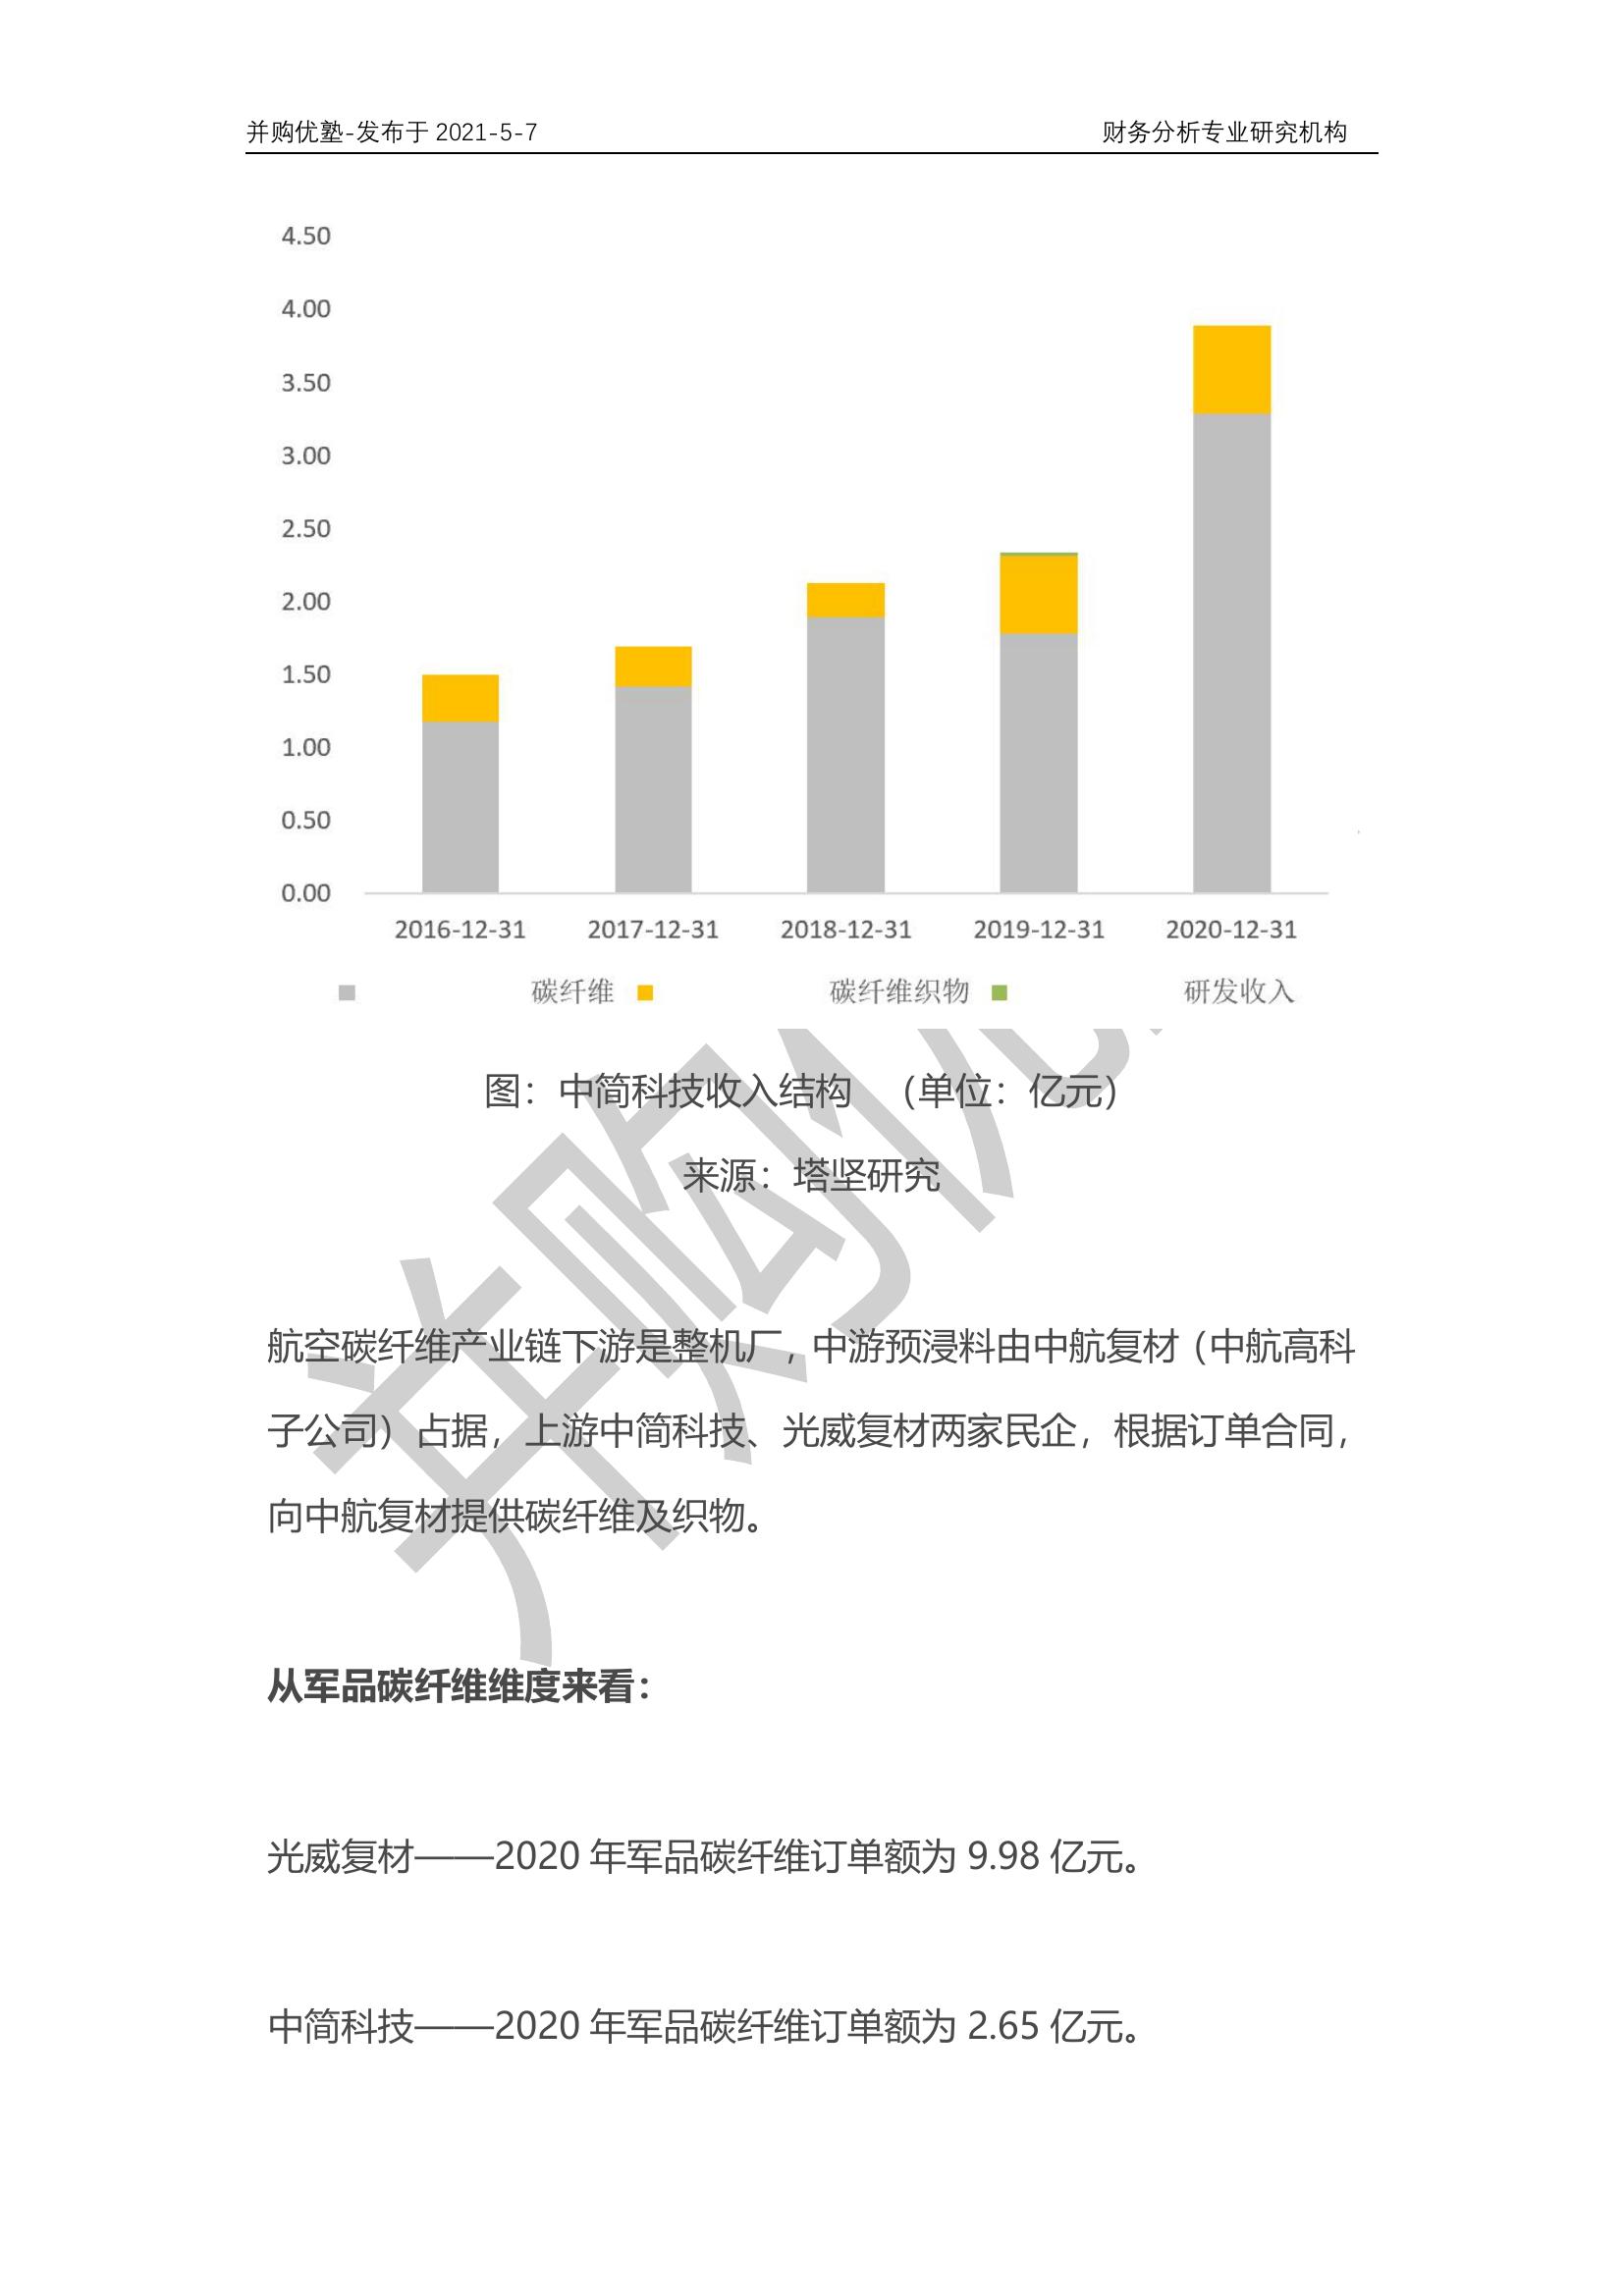 并购优塾-发布于 2021-5-7 财务分析专业研究机构
4.50
4.00
3.50
3.00
2.50
2.00
1.50
1.00
0.50
0.00
2016-12-31 2017-12-31 2018-12-31 2019-12-31 2020-12-31
碳纤维 碳纤维织物 研发收入
图：中简科技收入结构 （单位：亿元）
来源：塔坚研究
航空碳纤维产业链下游是整机厂，中游预浸料由中航复材（中航高科
子公司）占据，上游中简科技、光威复材两家民企，根据订单合同，
向中航复材提供碳纤维及织物。
从军品碳纤维维度来看：
光威复材——2020 年军品碳纤维订单额为 9.98 亿元。
中简科技——2020 年军品碳纤维订单额为 2.65 亿元。
并购